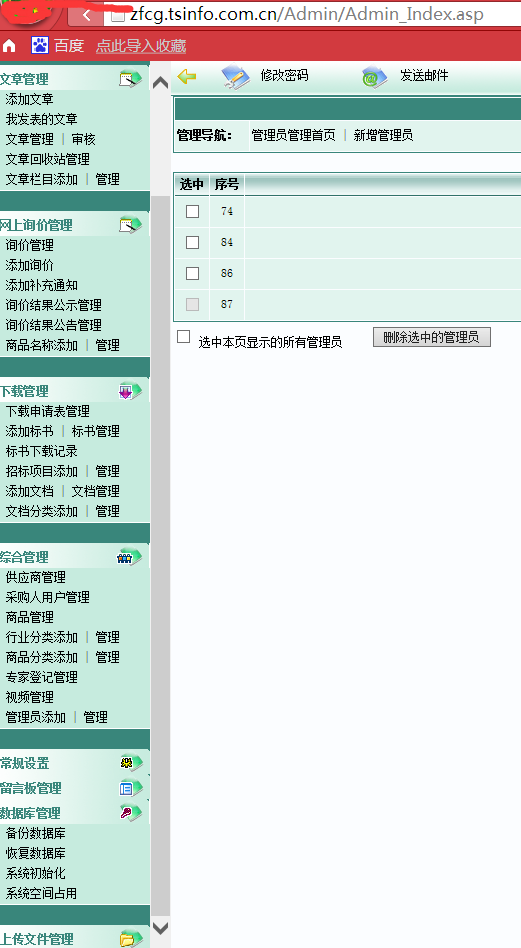 zfcg.tsinfo.com.cn/Admin/Admin_Index.asp
百度 点此导入收藏
文章管理
添加文章
我发表的文章
文章管理 | 审核
文章回收站管理
文章栏目添加 | 管理
网上询价管理
询价管理
添加询价
添加补充通知
询价结果公示管理
询价结果公告管理
商品名称添加 | 管理
下载管理
下载申请表管理
添加标书 | 标书管理
标书下载记录
招标项目添加 | 管理
添加文档 | 文档管理
文档分类添加 | 管理
综合管理
供应商管理
采购人用户管理
商品管理
行业分类添加 | 管理
商品分类添加 | 管理
专家登记管理
视频管理
管理员添加 | 管理
常规设置
留言板管理
数据库管理
备份数据库
恢复数据库
系统初始化
系统空间占用
上传文件管理
修改密码 发送邮件
管理导航： 管理员管理首页 | 新增管理员
选中 序号
74
84
86
87
选中本页显示的所有管理员 删除选中的管理员